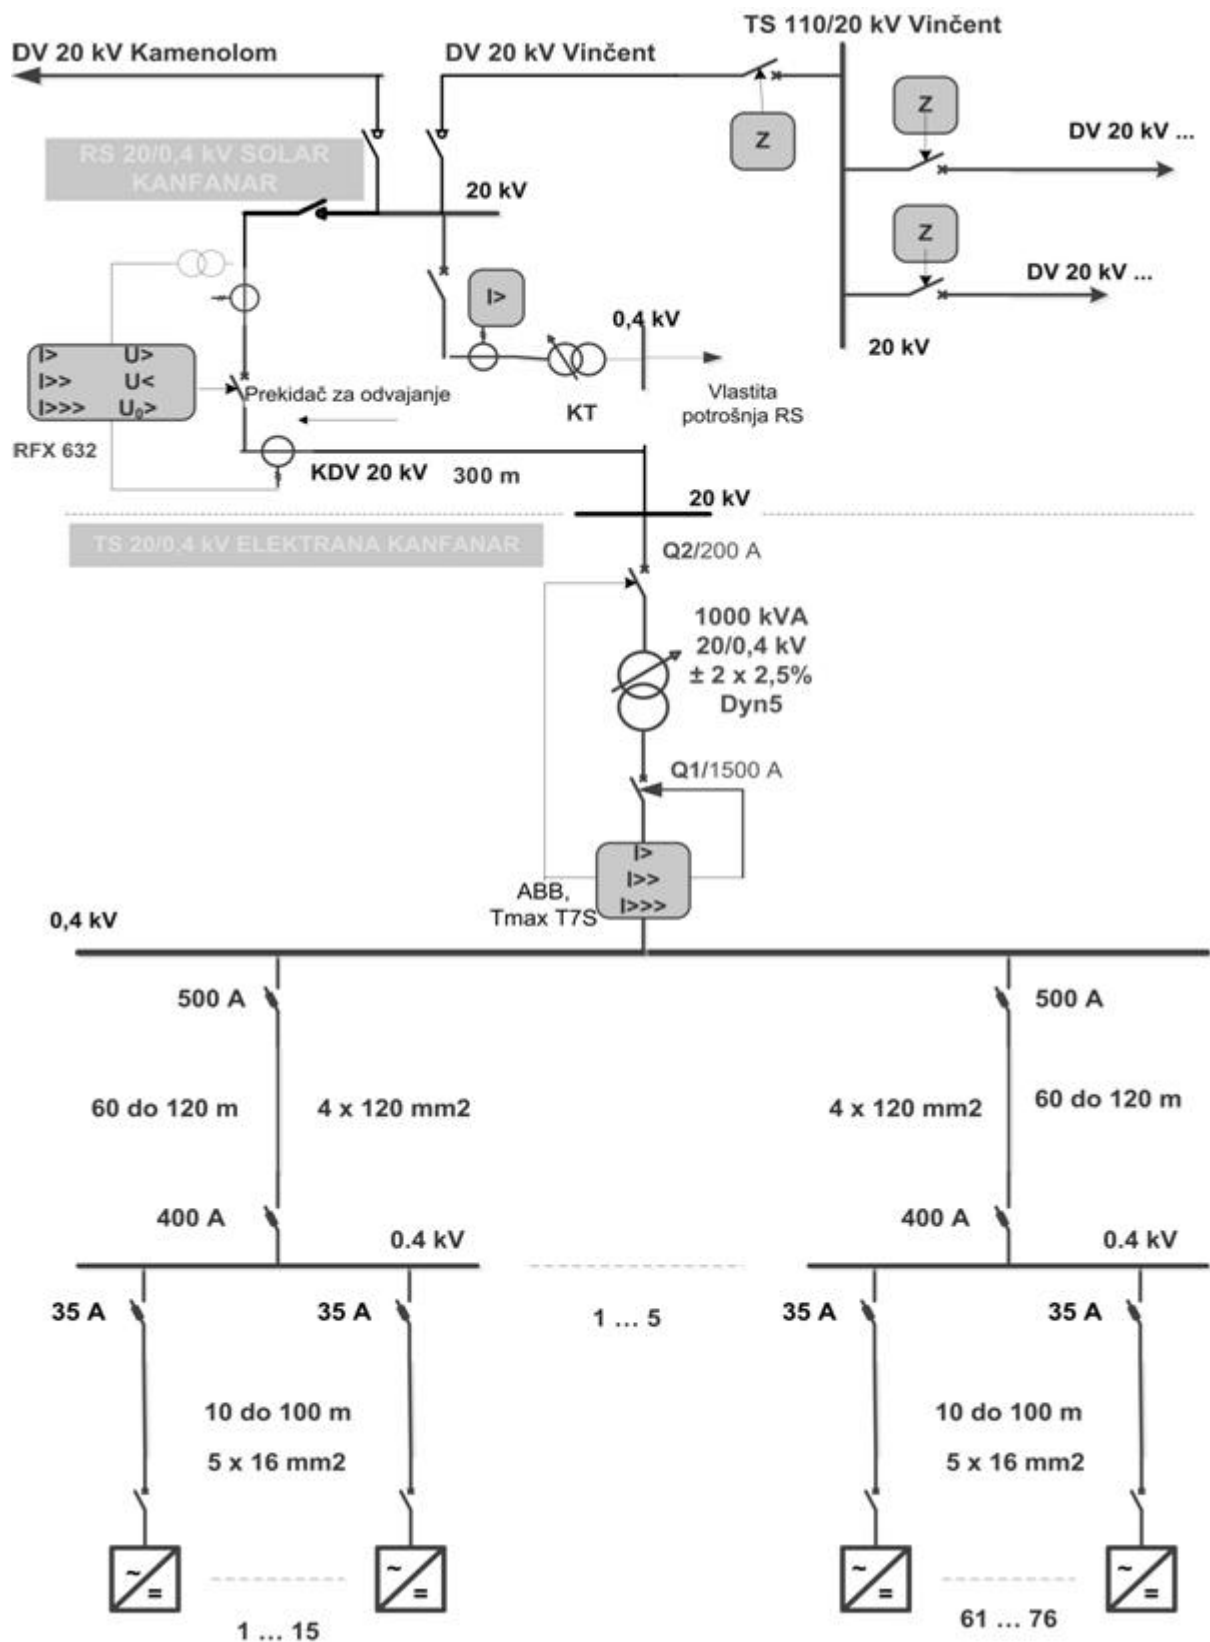 TS 110/20 kV Vinčent
DV 20 kV Kamenolom
DV 20 kV Vinčent
Z
Z
DV 20 kV ...
RS 20/0,4 kV SOLAR
KANFANAR
20 kV
Z
DV 20 kV ...
I>
0,4 kV
20 kV
I> U>
I>> U<
I>>> U₀>
Prekidač za odvajanje
KT
Vlastita
potrošnja RS
RFX 632
KDV 20 kV
300 m
20 kV
TS 20/0,4 kV ELEKTRANA KANFANAR
Q2/200 A
1000 kVA
20/0,4 kV
± 2 x 2,5%
Dyn5
Q1/1500 A
I>
I>>
I>>>
ABB,
Tmax T7S
0,4 kV
500 A
500 A
60 do 120 m
4 x 120 mm2
4 x 120 mm2
60 do 120 m
400 A
0.4 kV
400 A
0.4 kV
35 A
35 A
1 ... 5
35 A
35 A
10 do 100 m
5 x 16 mm2
10 do 100 m
5 x 16 mm2
~
=
~
=
~
=
~
=
1 ... 15
61 ... 76